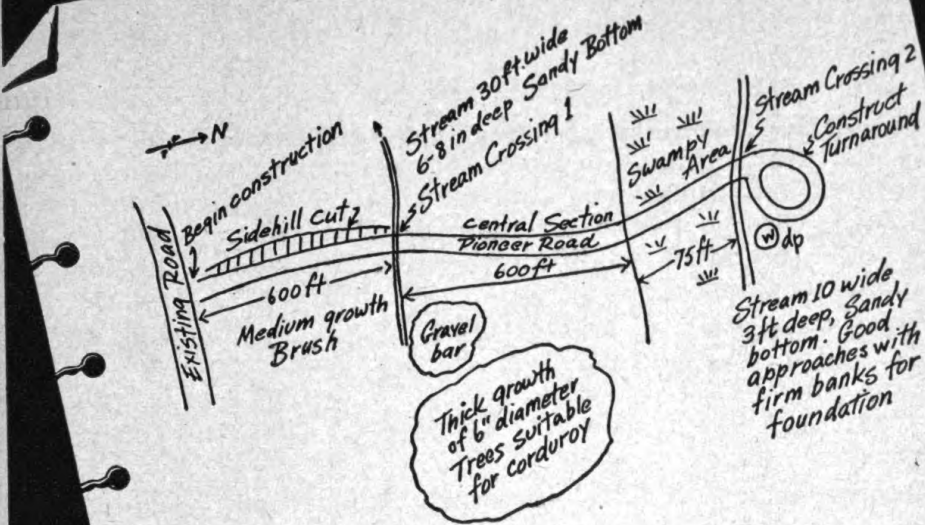 N
Begin construction
Stream 30ft. wide
6-8 in deep Sandy Bottom
Stream Crossing 1
Stream Crossing 2
Construct
Turnaround
Swampy
Area
Sidehill Cut
Central Section
Pioneer Road
Existing Road
600 ft
600 ft
75 ft
W dp
Medium growth
Brush
Gravel
bar
Thick growth
of 6" diameter
Trees suitable
for corduroy
Stream 10 wide
3 ft deep, Sandy
bottom. Good
approaches with
firm banks for
foundation